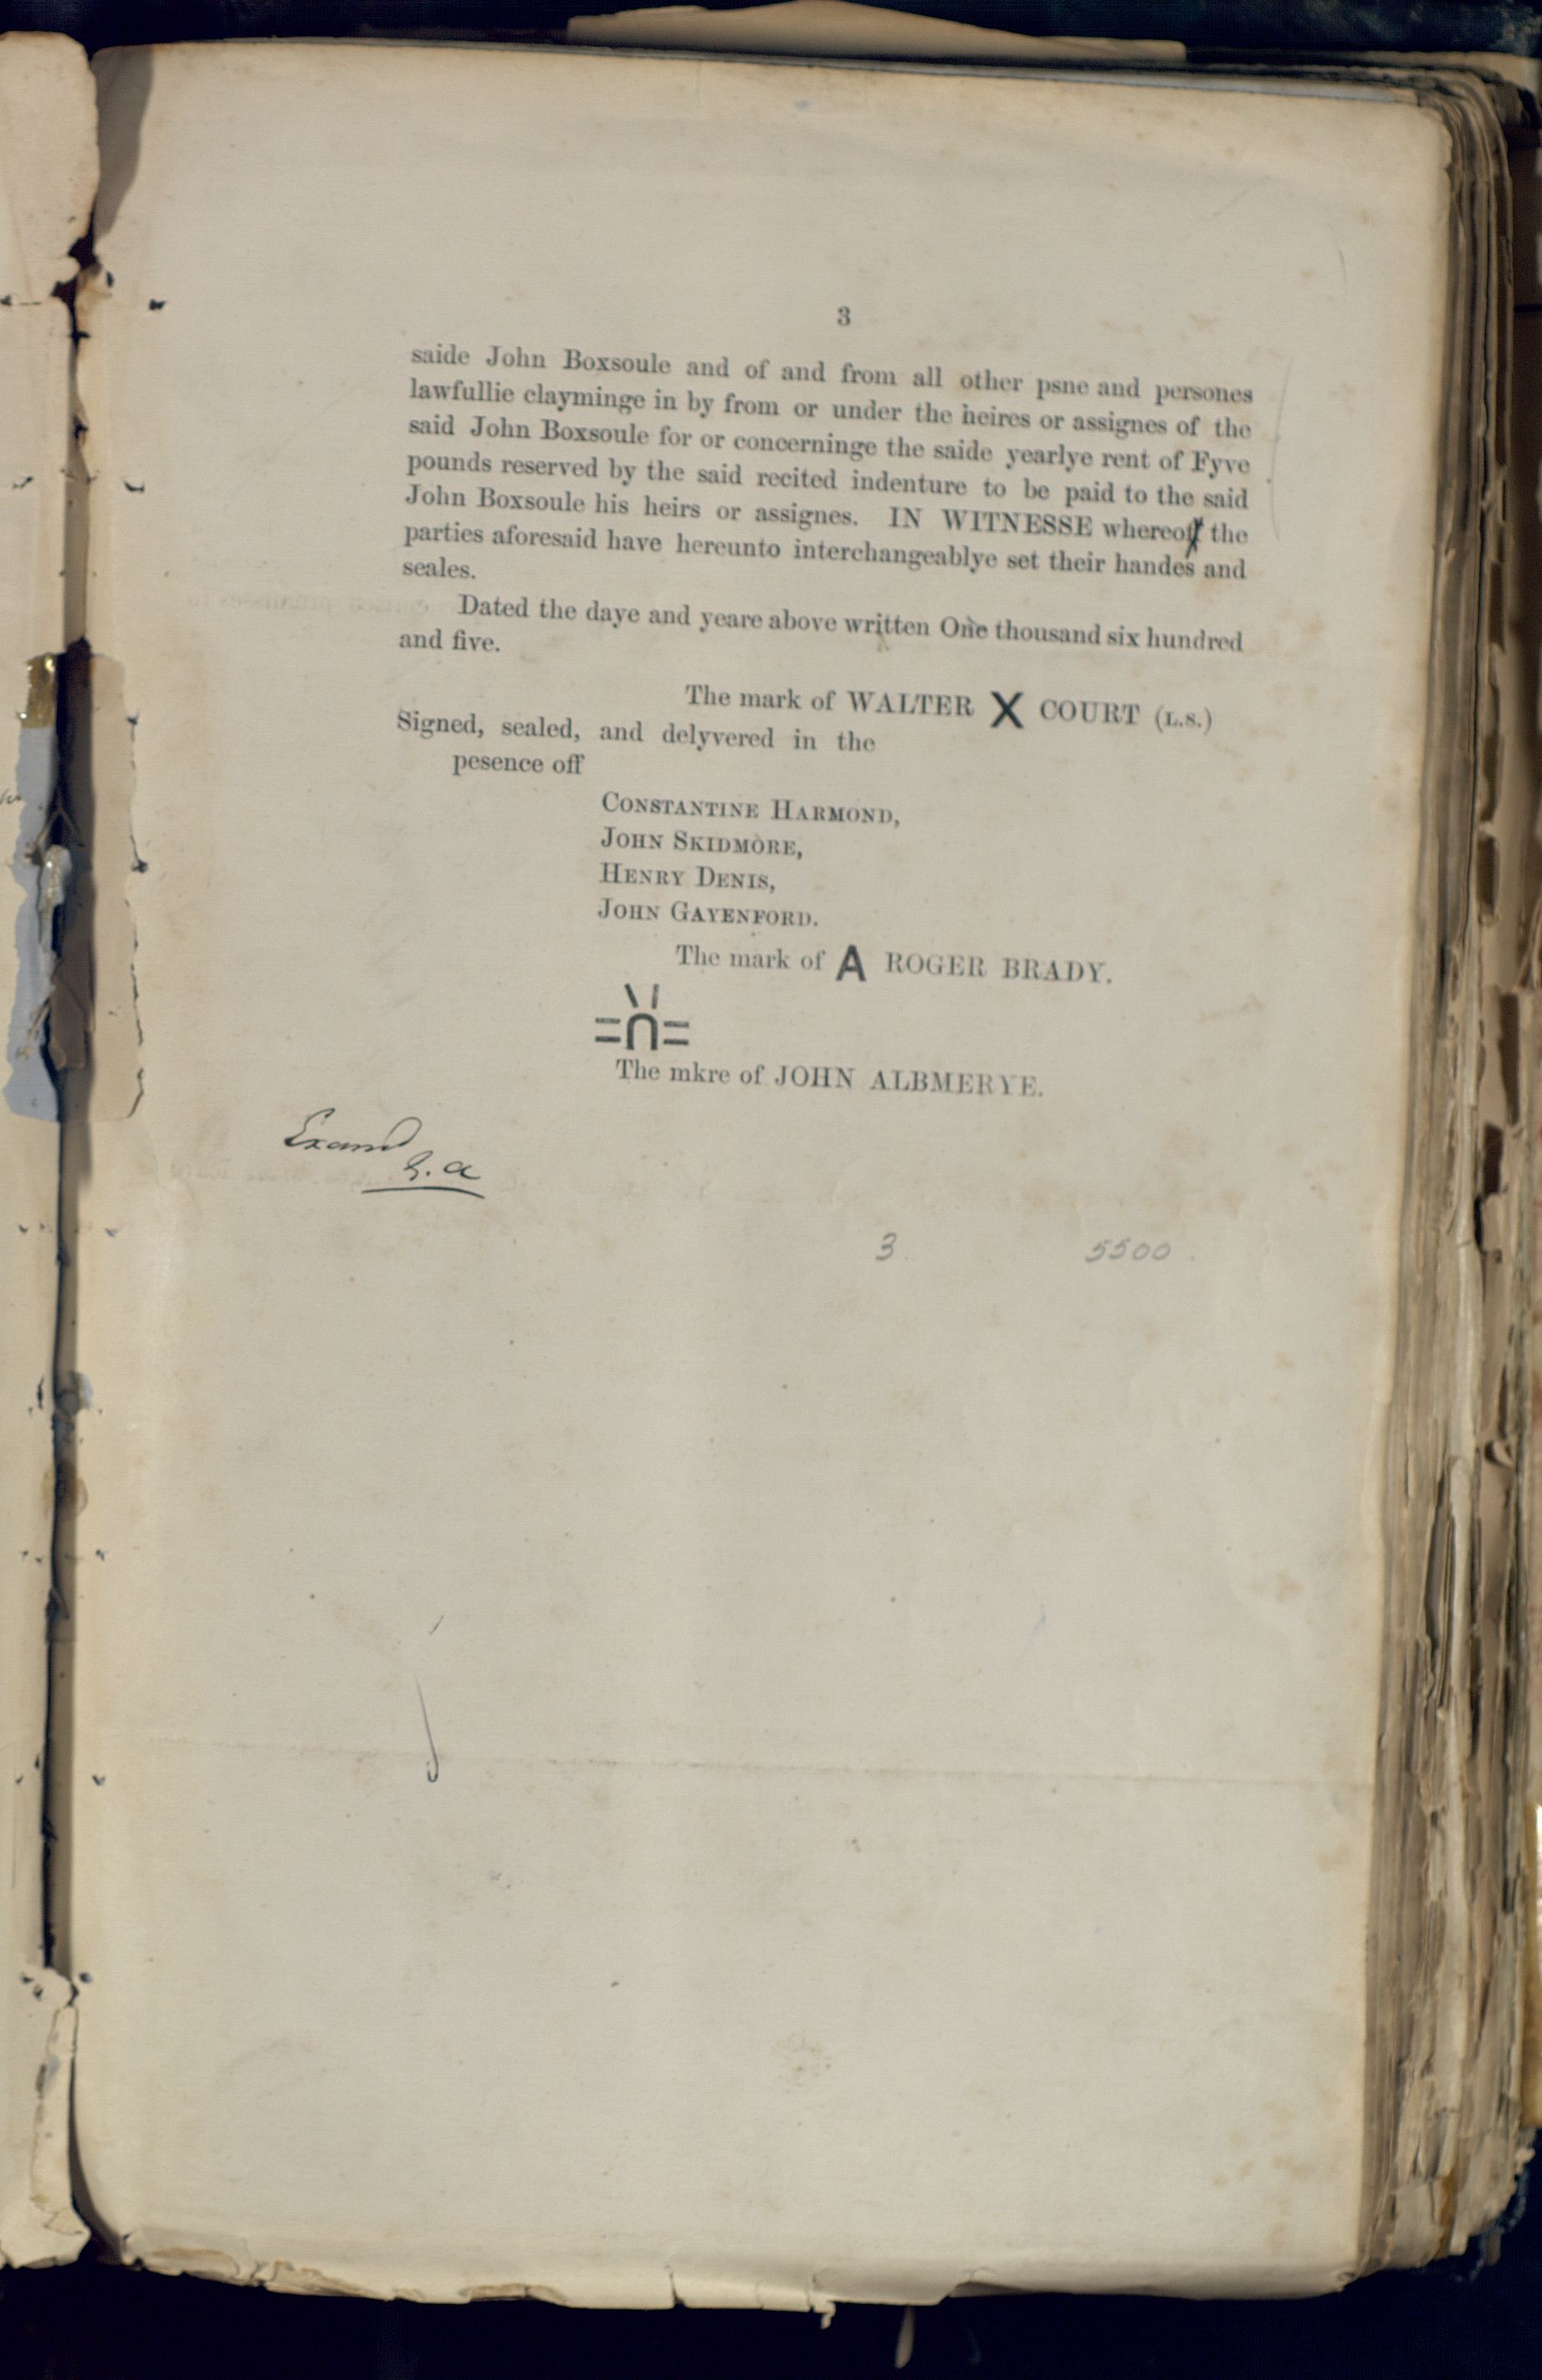 3
saide John Boxsoule and of and from all other psne and persones
lawfullie clayminge in by from or under the heires or assignes of the
said John Boxsoule for or concerninge the saide yearlye rent of Fyve
pounds reserved by the said recited indenture to be paid to the said
John Boxsoule his heirs or assignes. IN WITNESSE whereoff the
parties aforesaid have hereunto interchangeablye set their handes and
seales.
Dated the daye and yeare above written One thousand six hundred
and five.
The mark of WALTER X COURT (L.S.)
Signed, sealed, and delyvered in the
pesence off
CONSTANTINE HARMOND,
JOHN SKIDMORE,
HENRY DENIS,
JOHN GAYENFORD.
The mark of A ROGER BRADY.
The mkre of JOHN ALBMERYE.
Examd
3
5500